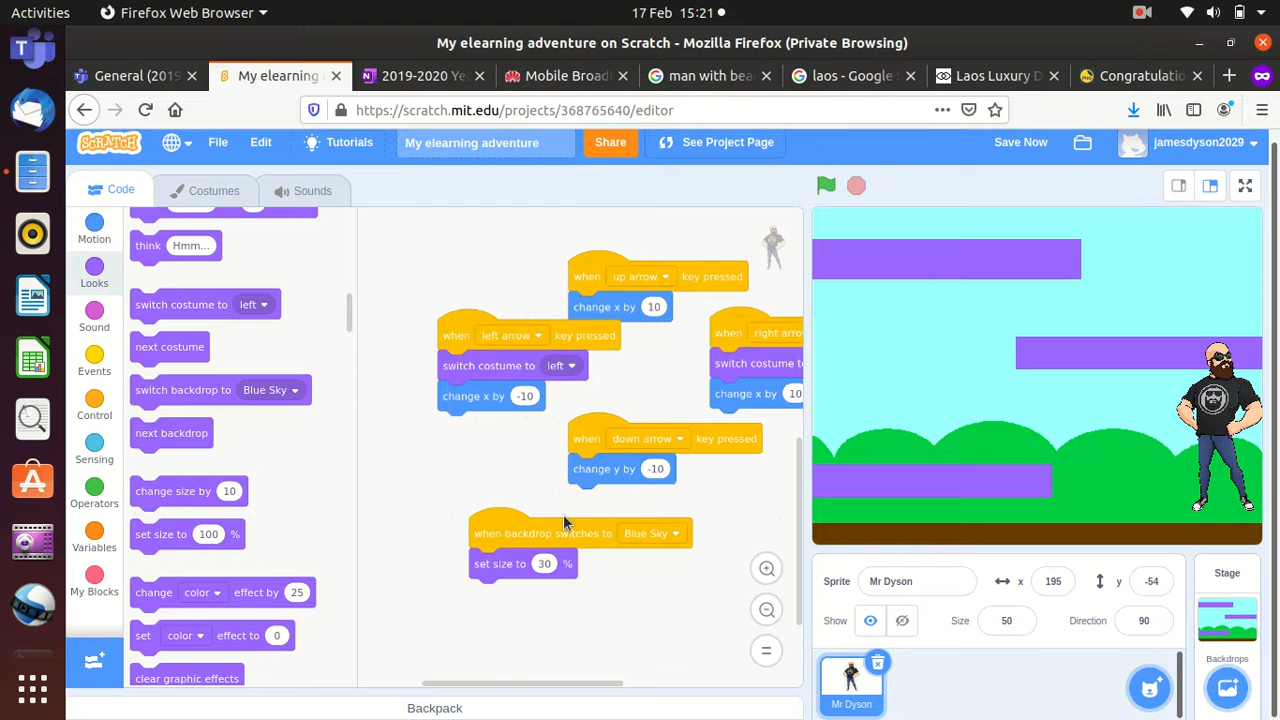 Activities
Firefox Web Browser
17 Feb 15:21
My elearning adventure on Scratch - Mozilla Firefox (Private Browsing)
General (2019
My elearning
2019-2020 Ye
Mobile Broad
man with bea
laos - Google
Laos Luxury D
Congratulatio
https://scratch.mit.edu/projects/368765640/editor
SCRATCH
File
Edit
Tutorials
My elearning adventure
Share
See Project Page
Save Now
jamesdyson2029
Code
Costumes
Sounds
Motion
Looks
Sound
Events
Control
Sensing
Operators
Variables
My Blocks
think Hmm...
switch costume to left
next costume
switch backdrop to Blue Sky
next backdrop
change size by 10
set size to 100 %
change color effect by 25
set color effect to 0
clear graphic effects
when up arrow key pressed
change x by 10
when left arrow key pressed
switch costume to left
change x by -10
when right arrow
switch costume to
change x by 10
when down arrow key pressed
change y by -10
when backdrop switches to Blue Sky
set size to 30 %
Sprite
Mr Dyson
x
195
y
-54
Show
Size
50
Direction
90
Mr Dyson
Stage
Backdrops
Backpack